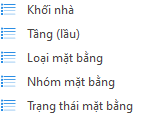 Khối nhà
Tầng (lầu)
Loại mặt bằng
Nhóm mặt bằng
Trạng thái mặt bằng